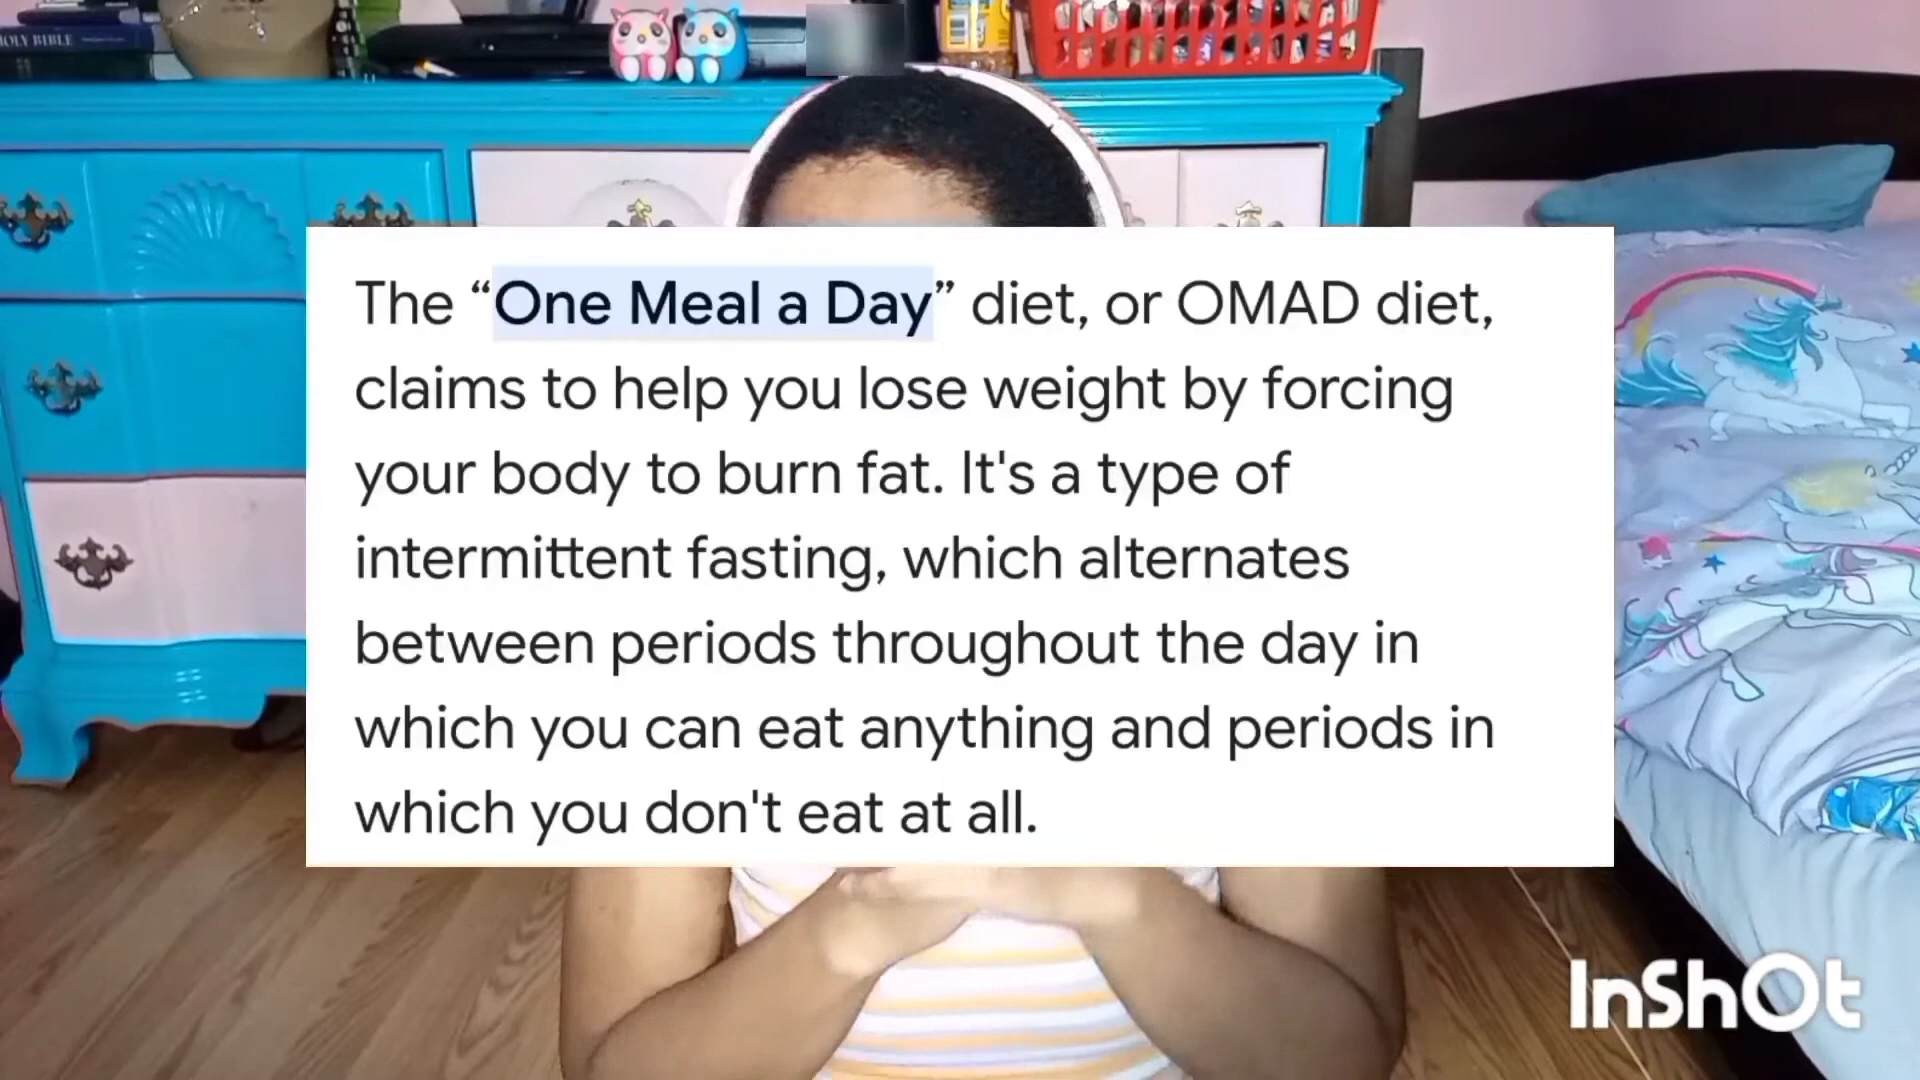 HOLY BIBLE
The “One Meal a Day” diet, or OMAD diet,
claims to help you lose weight by forcing
your body to burn fat. It's a type of
intermittent fasting, which alternates
between periods throughout the day in
which you can eat anything and periods in
which you don't eat at all.
InShOt